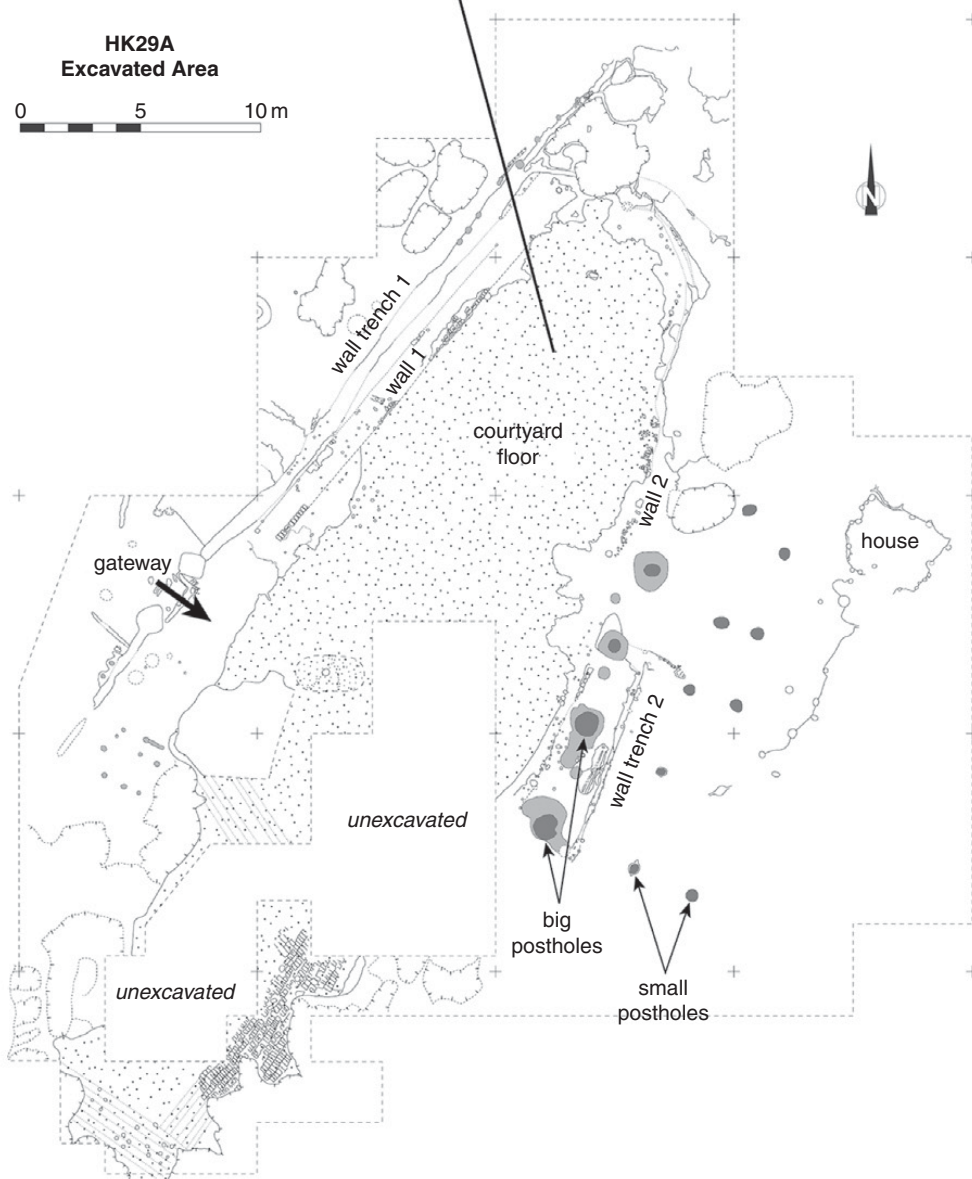 HK29A
Excavated Area
0 5 10 m
N
wall trench 1
wall 1
courtyard
floor
wall 2
house
gateway
wall trench 2
unexcavated
big
postholes
unexcavated
small
postholes